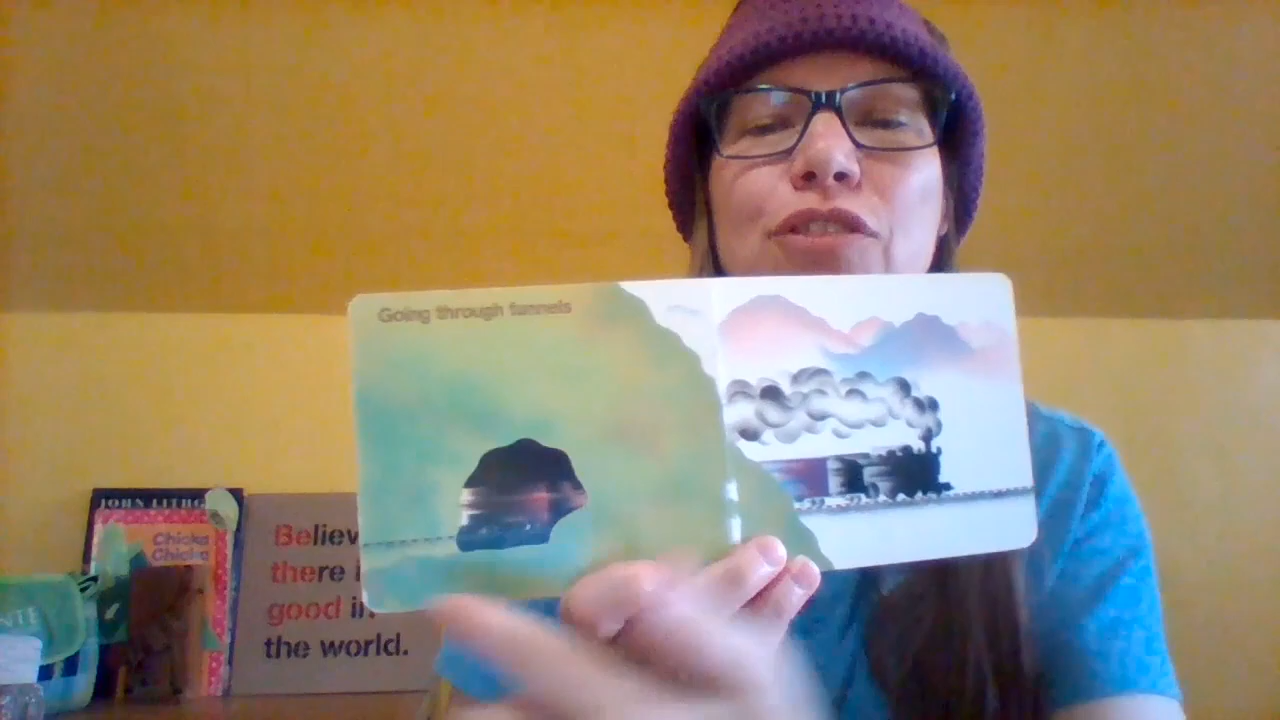 Going through tunnels
JOHN LITHG
Chicka
Chicka
Believ
there i
good in
the world.